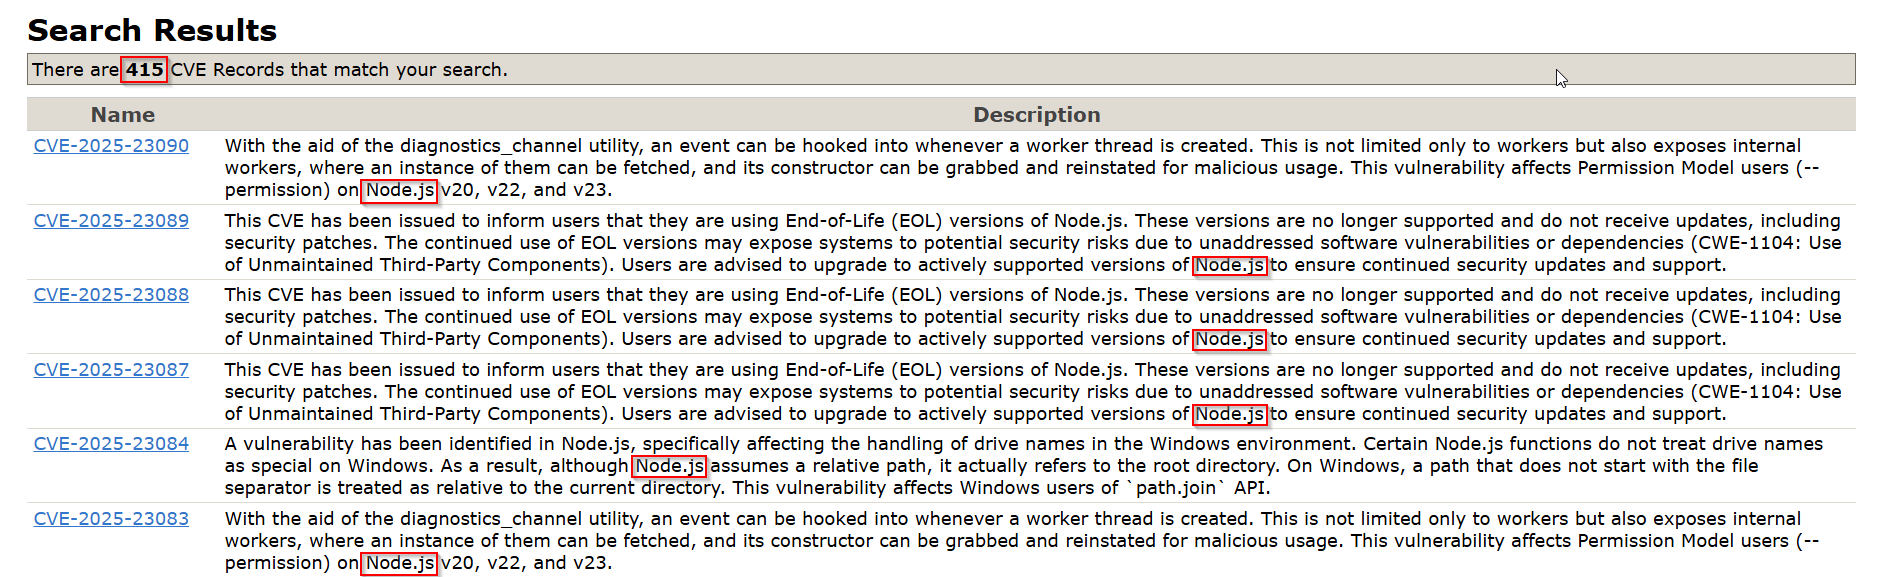 Search Results
There are 415 CVE Records that match your search.
Name Description
CVE-2025-23090 With the aid of the diagnostics_channel utility, an event can be hooked into whenever a worker thread is created. This is not limited only to workers but also exposes internal
workers, where an instance of them can be fetched, and its constructor can be grabbed and reinstated for malicious usage. This vulnerability affects Permission Model users (--
permission) on Node.js v20, v22, and v23.
CVE-2025-23089 This CVE has been issued to inform users that they are using End-of-Life (EOL) versions of Node.js. These versions are no longer supported and do not receive updates, including
security patches. The continued use of EOL versions may expose systems to potential security risks due to unaddressed software vulnerabilities or dependencies (CWE-1104: Use
of Unmaintained Third-Party Components). Users are advised to upgrade to actively supported versions of Node.js to ensure continued security updates and support.
CVE-2025-23088 This CVE has been issued to inform users that they are using End-of-Life (EOL) versions of Node.js. These versions are no longer supported and do not receive updates, including
security patches. The continued use of EOL versions may expose systems to potential security risks due to unaddressed software vulnerabilities or dependencies (CWE-1104: Use
of Unmaintained Third-Party Components). Users are advised to upgrade to actively supported versions of Node.js to ensure continued security updates and support.
CVE-2025-23087 This CVE has been issued to inform users that they are using End-of-Life (EOL) versions of Node.js. These versions are no longer supported and do not receive updates, including
security patches. The continued use of EOL versions may expose systems to potential security risks due to unaddressed software vulnerabilities or dependencies (CWE-1104: Use
of Unmaintained Third-Party Components). Users are advised to upgrade to actively supported versions of Node.js to ensure continued security updates and support.
CVE-2025-23084 A vulnerability has been identified in Node.js, specifically affecting the handling of drive names in the Windows environment. Certain Node.js functions do not treat drive names
as special on Windows. As a result, although Node.js assumes a relative path, it actually refers to the root directory. On Windows, a path that does not start with the file
separator is treated as relative to the current directory. This vulnerability affects Windows users of `path.join` API.
CVE-2025-23083 With the aid of the diagnostics_channel utility, an event can be hooked into whenever a worker thread is created. This is not limited only to workers but also exposes internal
workers, where an instance of them can be fetched, and its constructor can be grabbed and reinstated for malicious usage. This vulnerability affects Permission Model users (--
permission) on Node.js v20, v22, and v23.